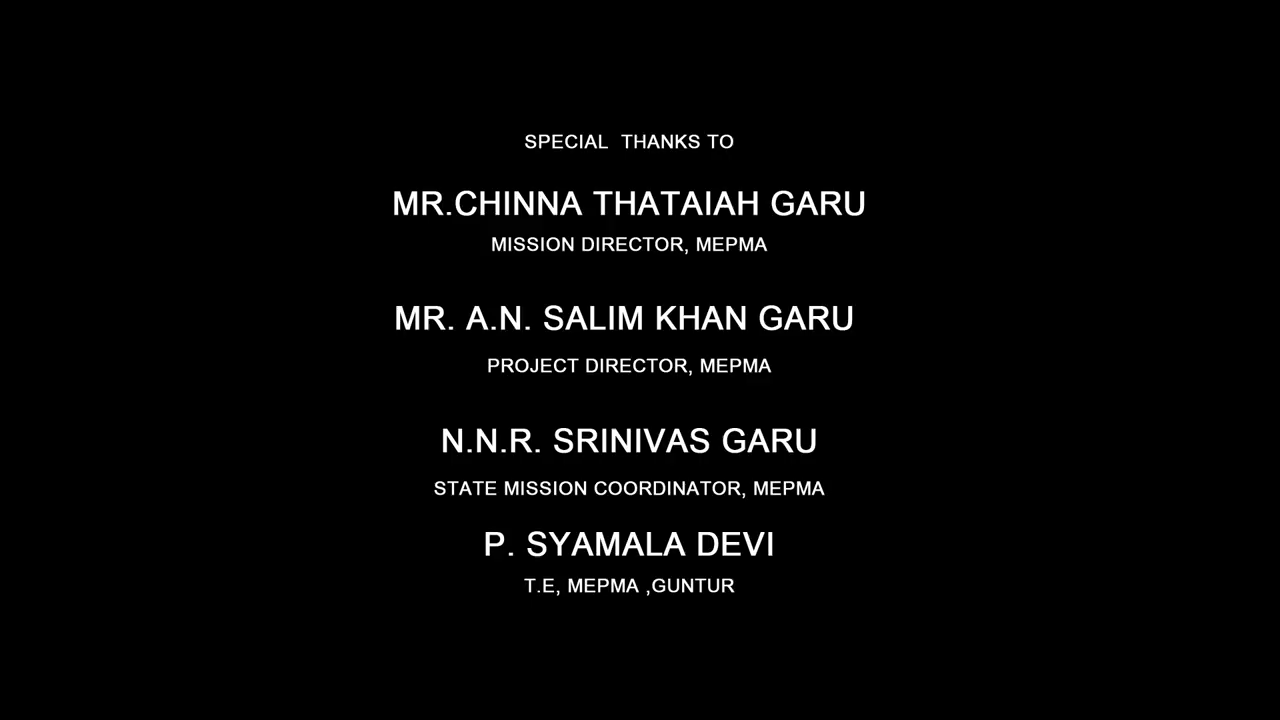 SPECIAL  THANKS TO
MR.CHINNA THATAIAH GARU
MISSION DIRECTOR, MEPMA
MR. A.N. SALIM KHAN GARU
PROJECT DIRECTOR, MEPMA
N.N.R. SRINIVAS GARU
STATE MISSION COORDINATOR, MEPMA
P. SYAMALA DEVI
T.E, MEPMA ,GUNTUR